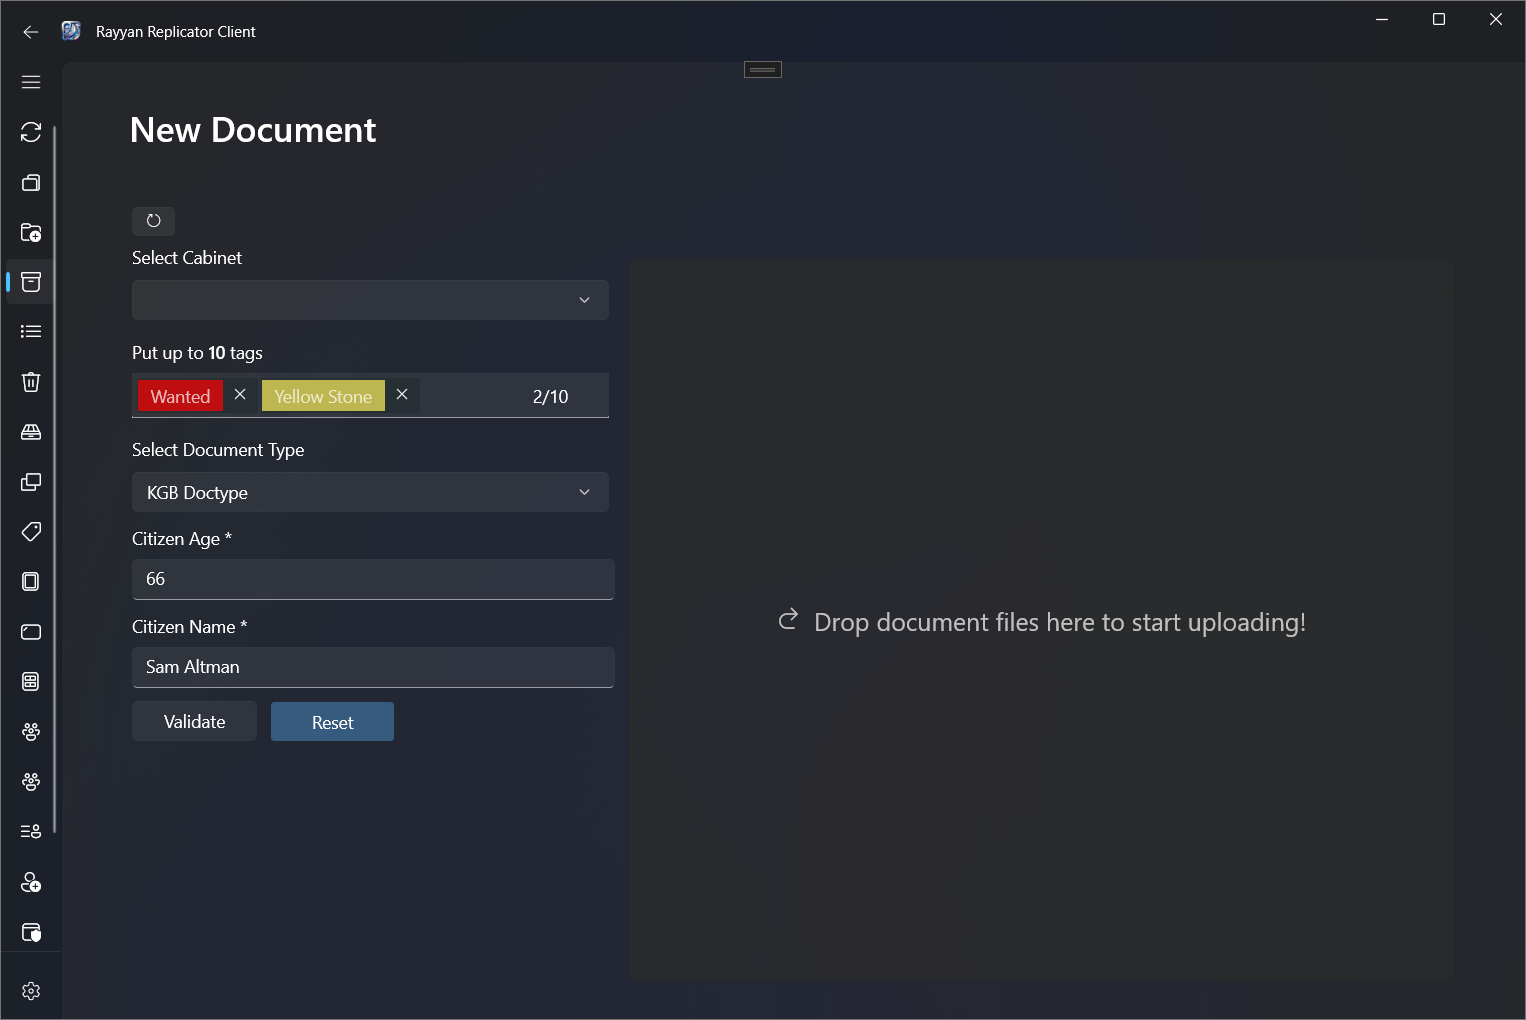 Rayyan Replicator Client
New Document
Select Cabinet
Put up to 10 tags
Wanted Yellow Stone 2/10
Select Document Type
KGB Doctype
Citizen Age *
66
Citizen Name *
Sam Altman
Validate Reset
Drop document files here to start uploading!